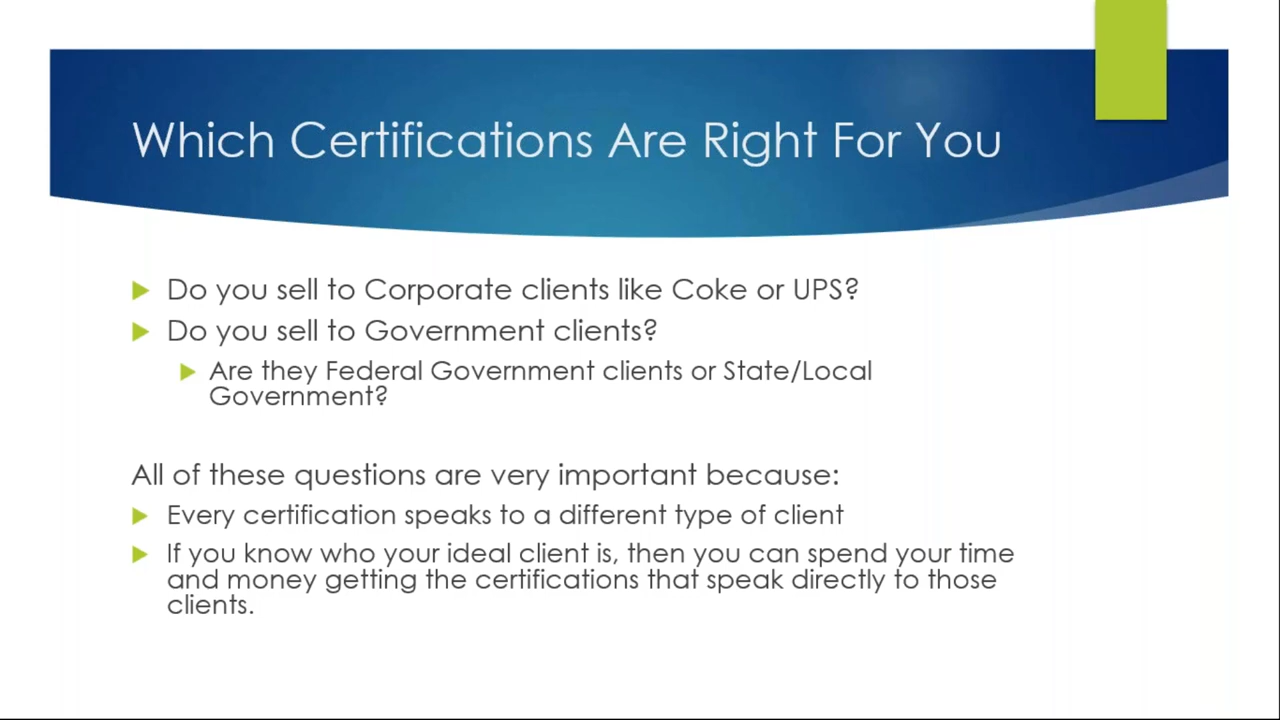 Which Certifications Are Right For You
Do you sell to Corporate clients like Coke or UPS?
Do you sell to Government clients?
Are they Federal Government clients or State/Local
Government?
All of these questions are very important because:
Every certification speaks to a different type of client
If you know who your ideal client is, then you can spend your time
and money getting the certifications that speak directly to those
clients.